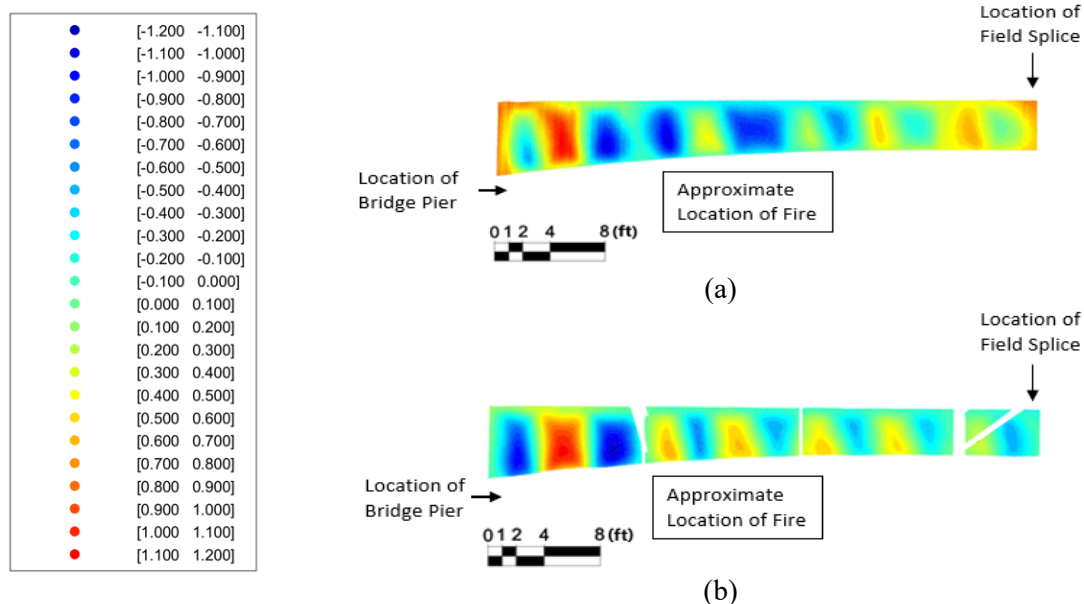 [-1.200 -1.100]
[-1.100 -1.000]
[-1.000 -0.900]
[-0.900 -0.800]
[-0.800 -0.700]
[-0.700 -0.600]
[-0.600 -0.500]
[-0.500 -0.400]
[-0.400 -0.300]
[-0.300 -0.200]
[-0.200 -0.100]
[-0.100 0.000]
[0.000 0.100]
[0.100 0.200]
[0.200 0.300]
[0.300 0.400]
[0.400 0.500]
[0.500 0.600]
[0.600 0.700]
[0.700 0.800]
[0.800 0.900]
[0.900 1.000]
[1.000 1.100]
[1.100 1.200]
Location of
Field Splice
Location of
Bridge Pier
Approximate
Location of Fire
0 1 2 4 8 (ft)
(a)
Location of
Field Splice
Location of
Bridge Pier
Approximate
Location of Fire
0 1 2 4 8 (ft)
(b)